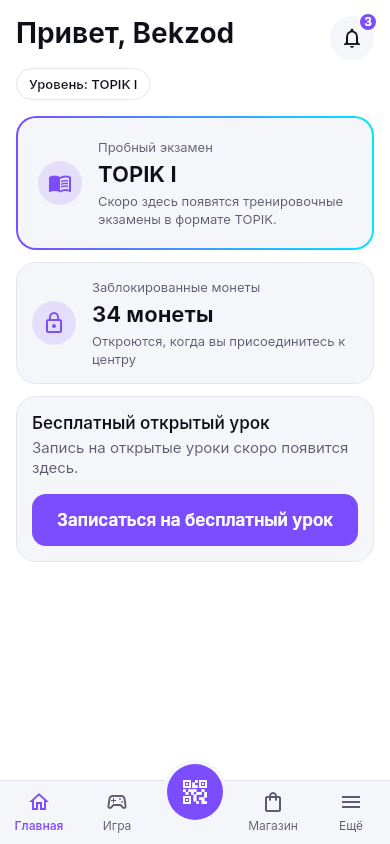 Привет, Bekzod
3
Уровень: TOPIK I
Пробный экзамен
TOPIK I
Скоро здесь появятся тренировочные
экзамены в формате TOPIK.
Заблокированные монеты
34 монеты
Откроются, когда вы присоединитесь к
центру
Бесплатный открытый урок
Запись на открытые уроки скоро появится
здесь.
Записаться на бесплатный урок
Главная
Игра
Магазин
Ещё